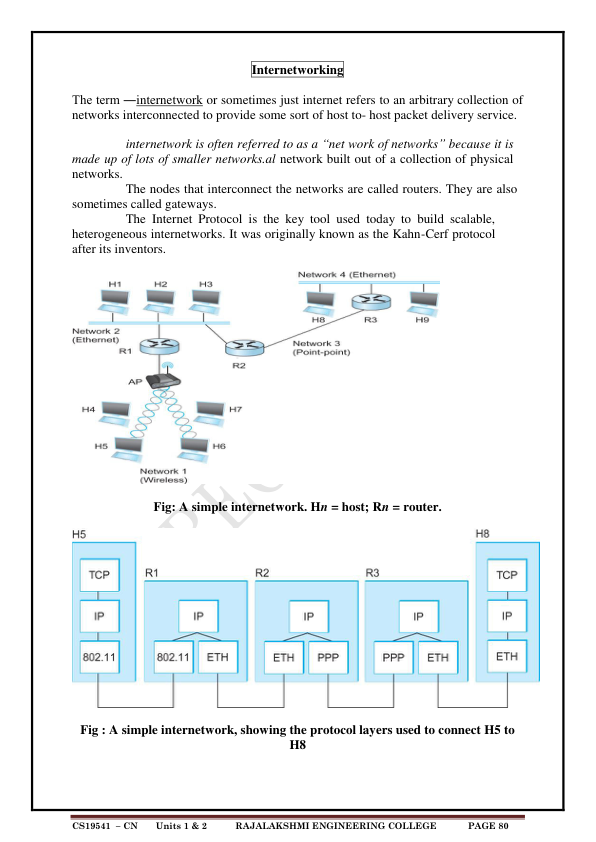 Internetworking
The term ―internetwork or sometimes just internet refers to an arbitrary collection of
networks interconnected to provide some sort of host to- host packet delivery service.
internetwork is often referred to as a “net work of networks” because it is
made up of lots of smaller networks.al network built out of a collection of physical
networks.
The nodes that interconnect the networks are called routers. They are also
sometimes called gateways.
The Internet Protocol is the key tool used today to build scalable,
heterogeneous internetworks. It was originally known as the Kahn-Cerf protocol
after its inventors.
Network 4 (Ethernet)
H1 H2 H3
H8 R3 H9
Network 2
(Ethernet)
R1
R2
Network 3
(Point-point)
AP
H4 H7
H5 H6
Network 1
(Wireless)
Fig: A simple internetwork. Hn = host; Rn = router.
H5 H8
TCP R1 R2 R3 TCP
IP IP IP IP IP
802.11 802.11 ETH ETH PPP PPP ETH ETH
Fig : A simple internetwork, showing the protocol layers used to connect H5 to
H8
CS19541 – CN Units 1 & 2 RAJALAKSHMI ENGINEERING COLLEGE PAGE 80